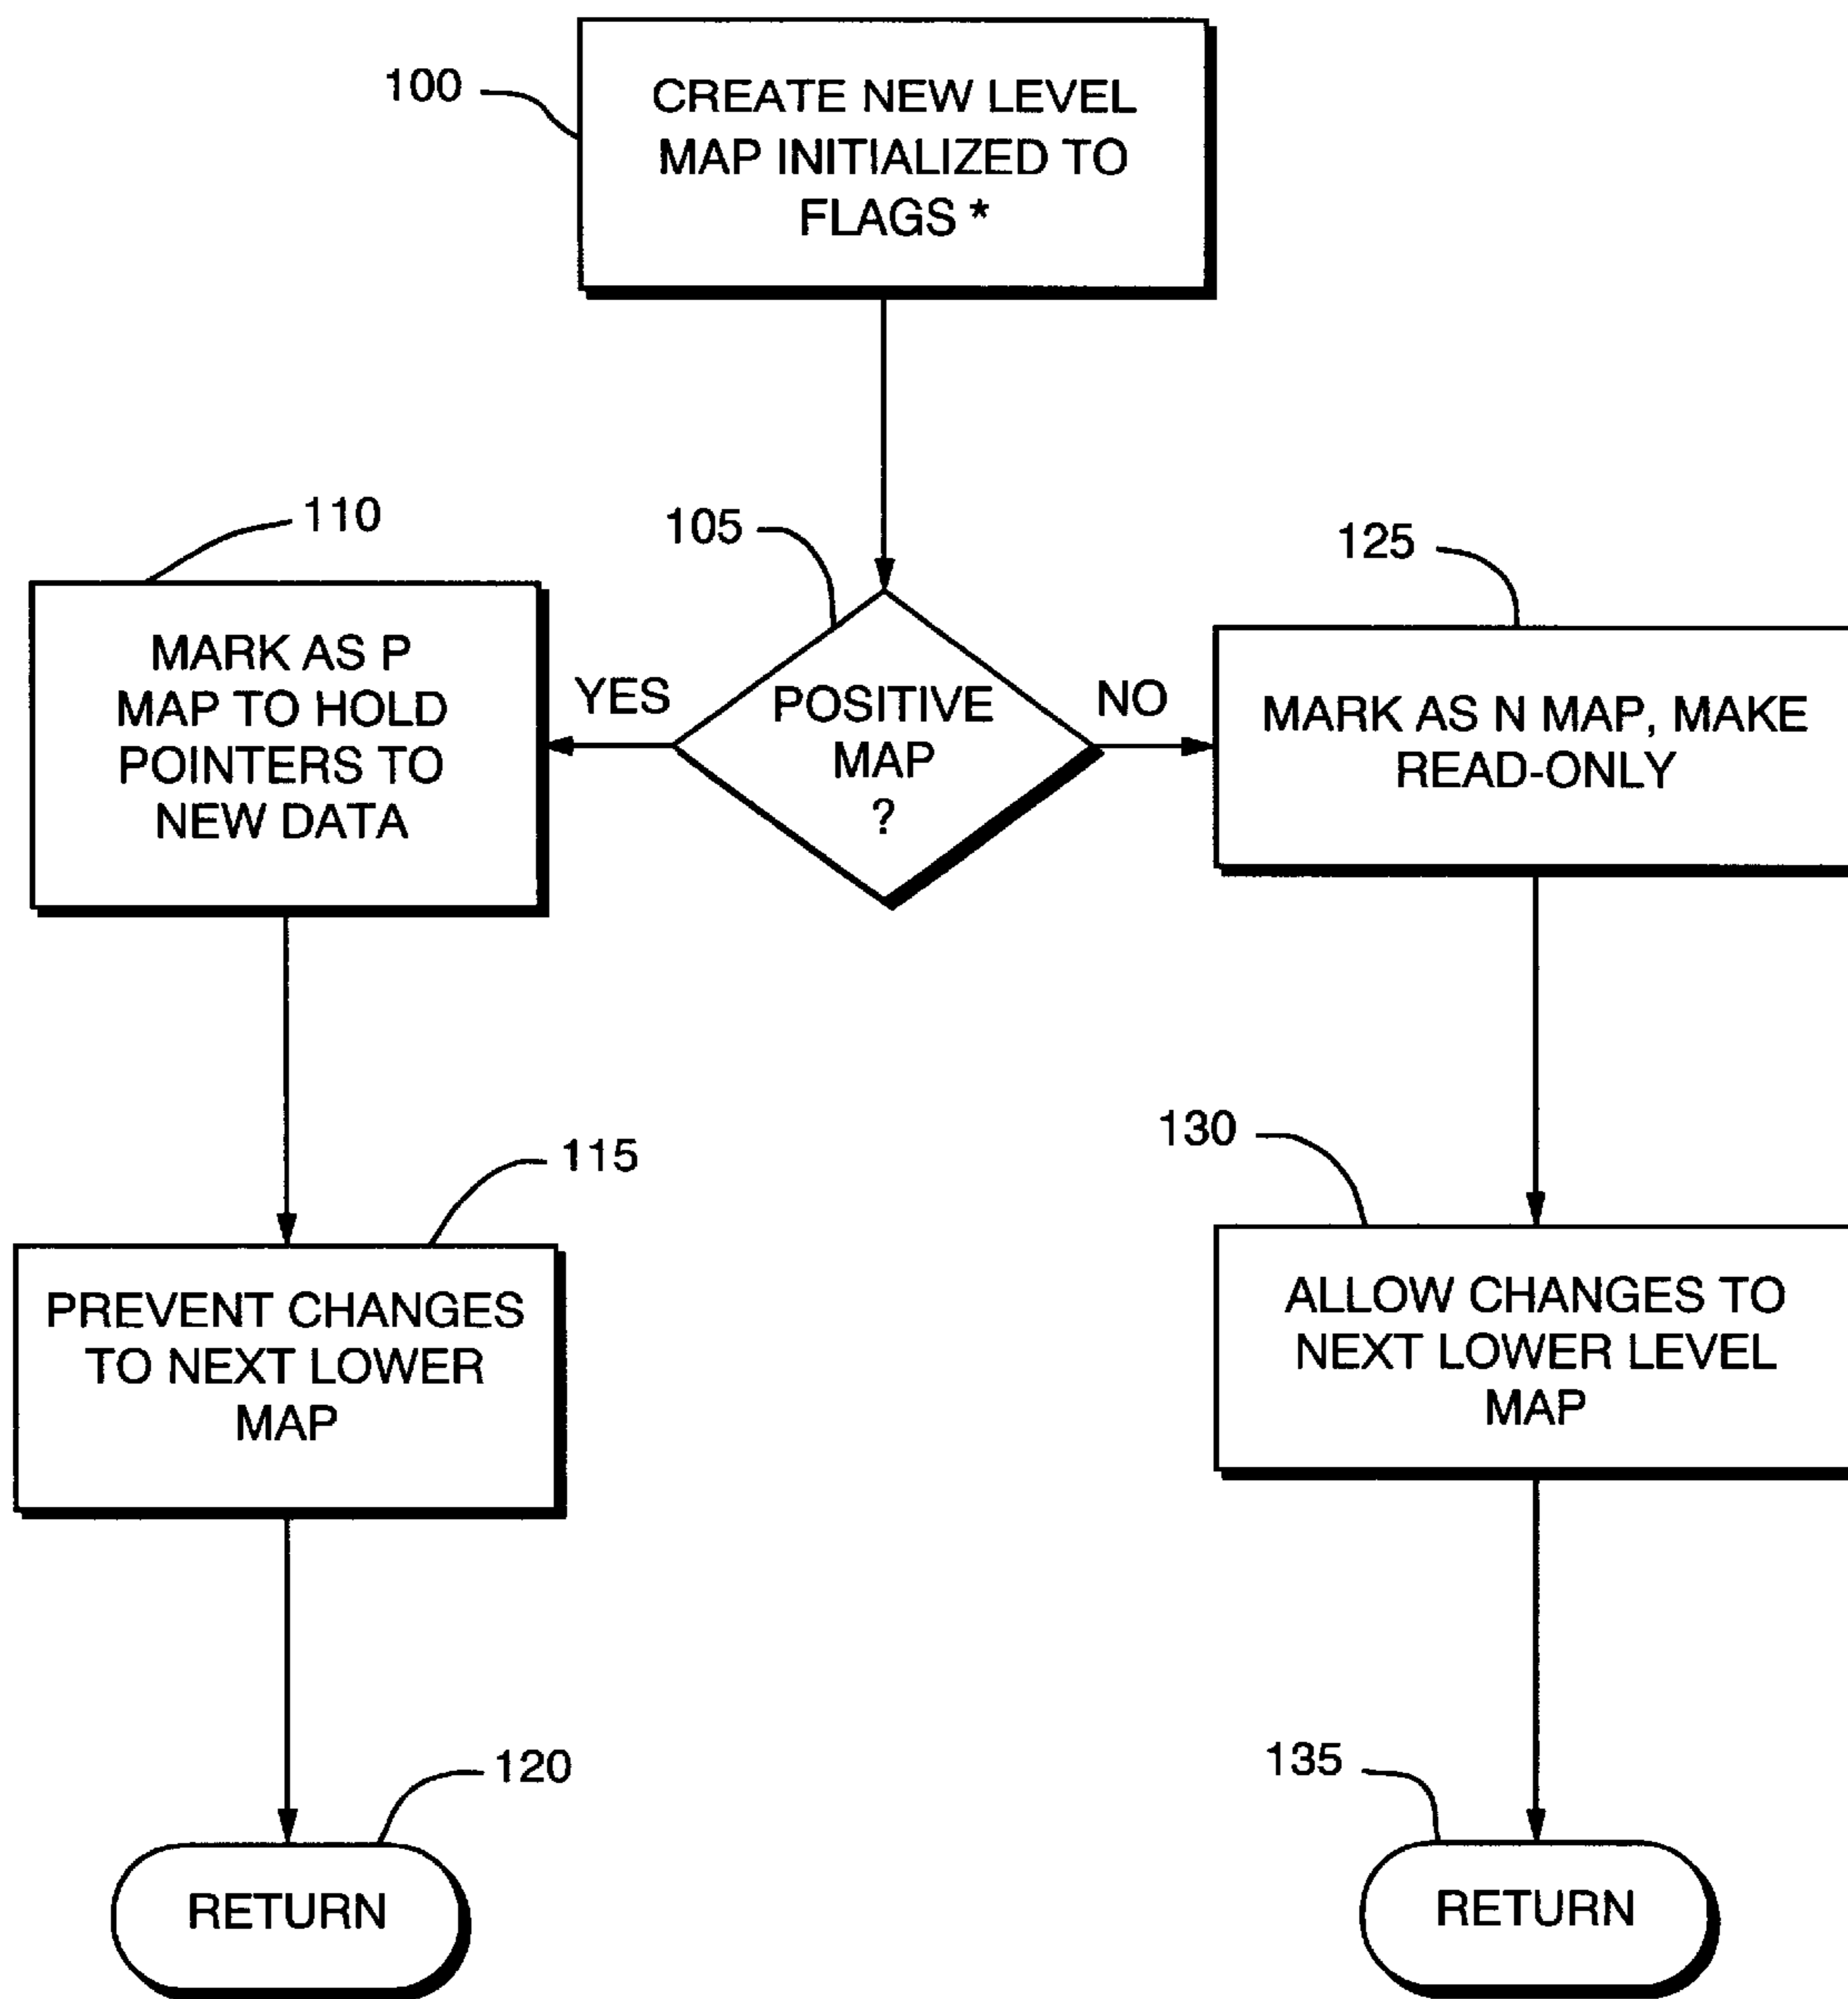 100
CREATE NEW LEVEL
MAP INITIALIZED TO
FLAGS *
110
MARK AS P
MAP TO HOLD
POINTERS TO
NEW DATA
YES
105
POSITIVE
MAP
?
NO
125
MARK AS N MAP, MAKE
READ-ONLY
115
PREVENT CHANGES
TO NEXT LOWER
MAP
130
ALLOW CHANGES TO
NEXT LOWER LEVEL
MAP
120
RETURN
135
RETURN